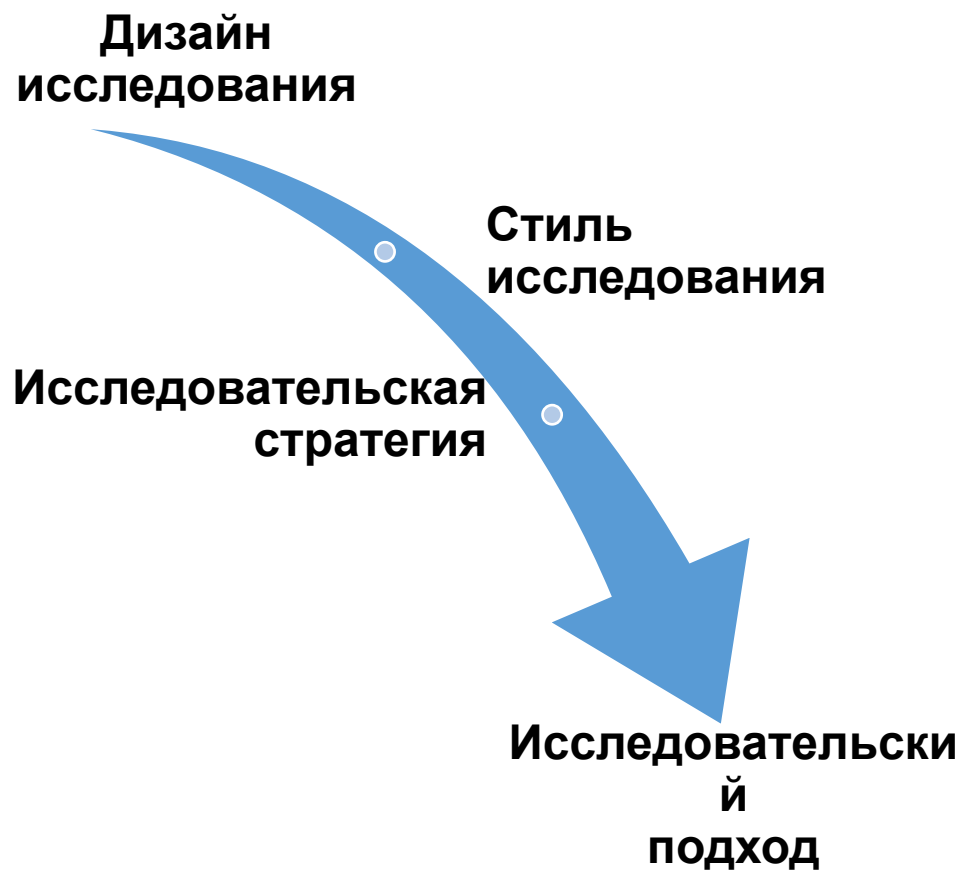 Дизайн
исследования
Стиль
исследования
Исследовательская
стратегия
Исследовательски
й
подход